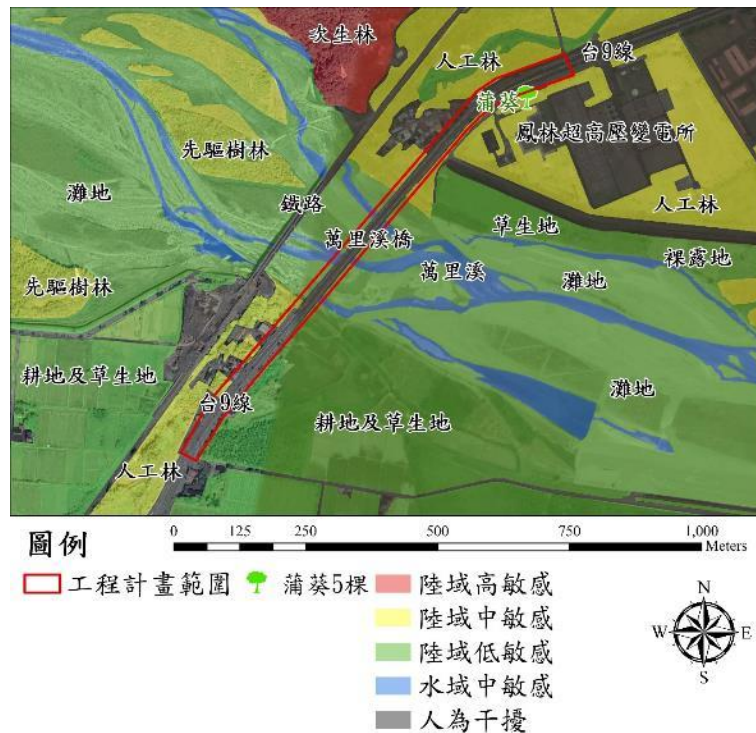 次生林
人工林
台9線
蒲葵
鳳林超高壓變電所
先驅樹林
灘地
鐵路
人工林
草生地
萬里溪橋
裸露地
萬里溪
灘地
先驅樹林
耕地及草生地
灘地
台9線
耕地及草生地
人工林
圖例
0 125 250 500 750 1,000
Meters
工程計畫範圍 蒲葵5棵 陸域高敏感
陸域中敏感
陸域低敏感
水域中敏感
人為干擾
N
W E
S